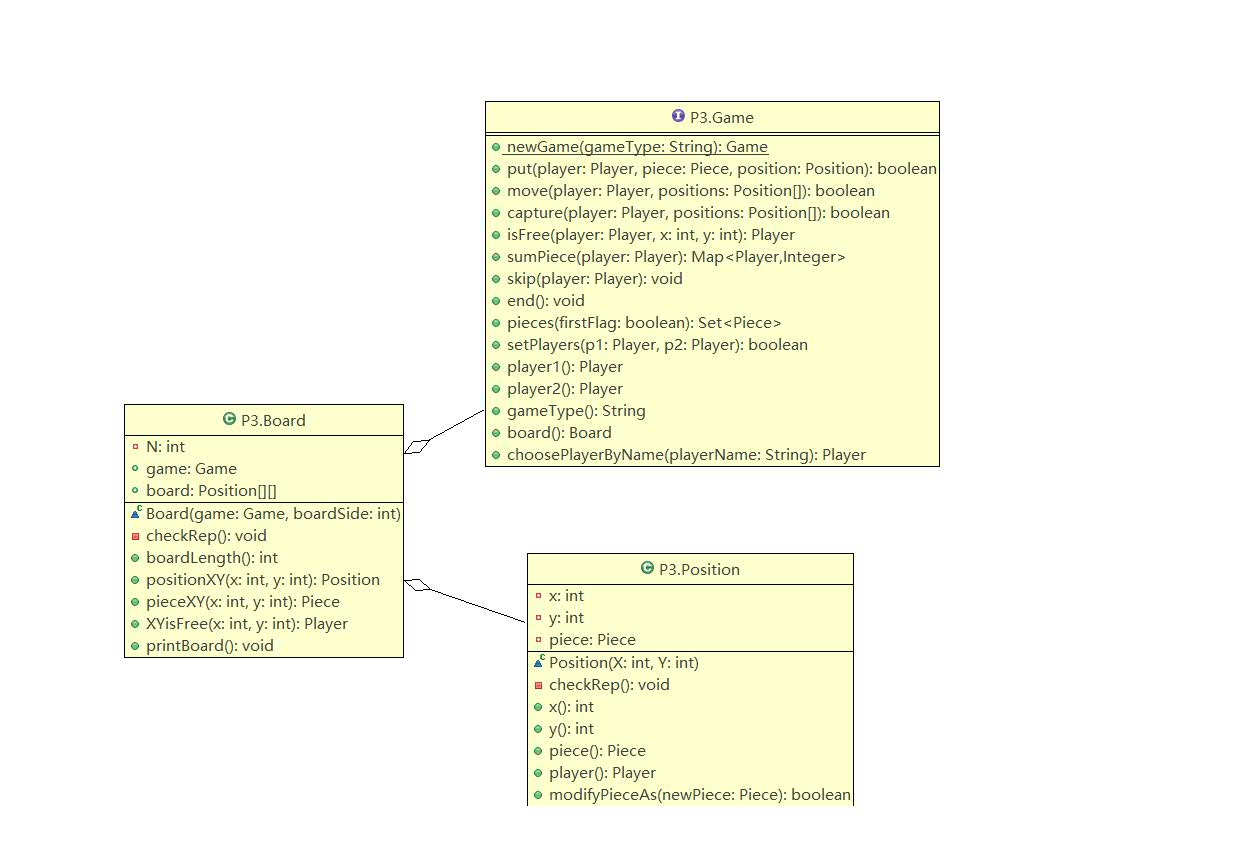 P3.Game
newGame(gameType: String): Game
put(player: Player, piece: Piece, position: Position): boolean
move(player: Player, positions: Position[]): boolean
capture(player: Player, positions: Position[]): boolean
isFree(player: Player, x: int, y: int): Player
sumPiece(player: Player): Map<Player,Integer>
skip(player: Player): void
end(): void
pieces(firstFlag: boolean): Set<Piece>
setPlayers(p1: Player, p2: Player): boolean
player1(): Player
player2(): Player
gameType(): String
board(): Board
choosePlayerByName(playerName: String): Player
P3.Board
N: int
game: Game
board: Position[][]
Board(game: Game, boardSide: int)
checkRep(): void
boardLength(): int
positionXY(x: int, y: int): Position
pieceXY(x: int, y: int): Piece
XYisFree(x: int, y: int): Player
printBoard(): void
P3.Position
x: int
y: int
piece: Piece
Position(X: int, Y: int)
checkRep(): void
x(): int
y(): int
piece(): Piece
player(): Player
modifyPieceAs(newPiece: Piece): boolean